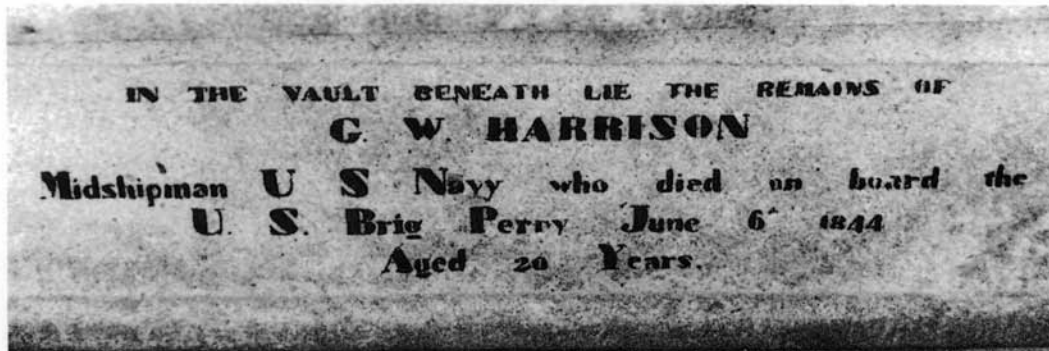 IN THE VAULT BENEATH LIE THE REMAINS OF
G. W. HARRISON
Midshipman U S Navy who died on board the
U. S. Brig Perry June 6th 1844
Aged 20 Years.